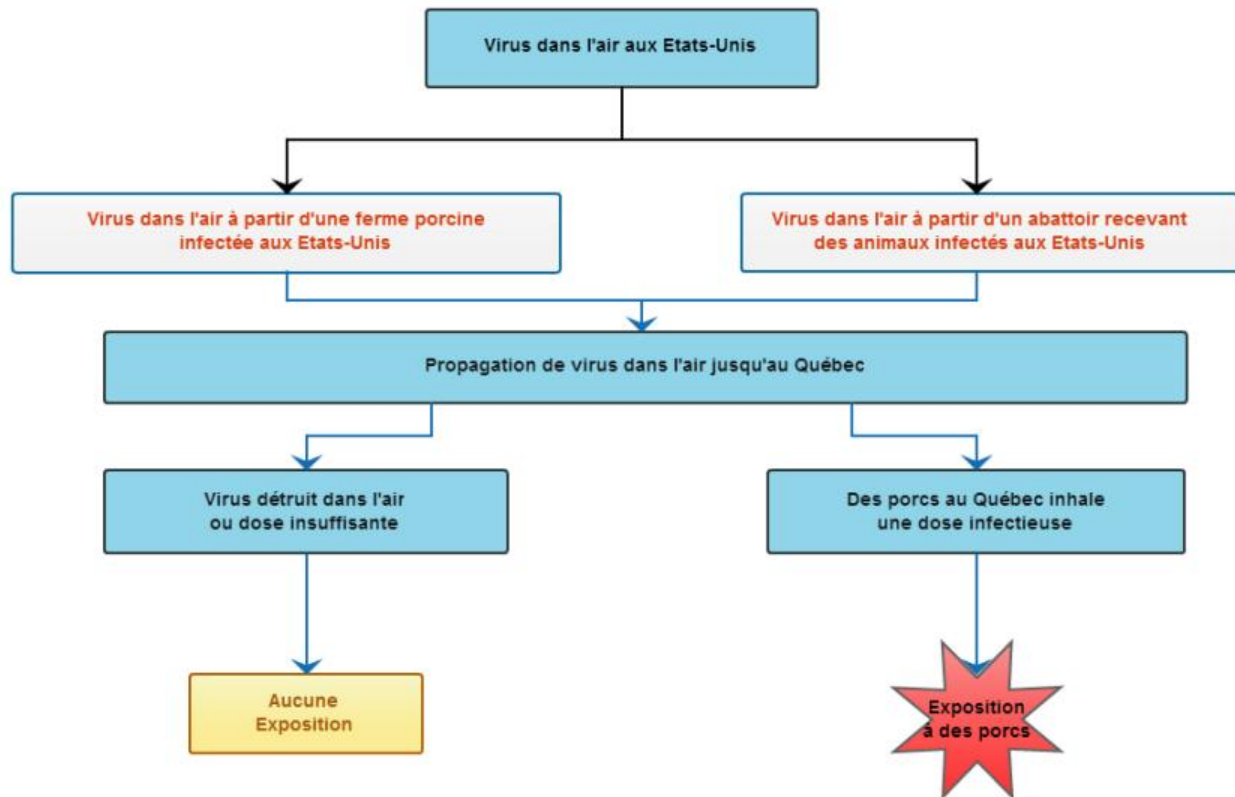 Virus dans l'air aux Etats-Unis
Virus dans l'air à partir d'une ferme porcine
infectée aux Etats-Unis
Virus dans l'air à partir d'un abattoir recevant
des animaux infectés aux Etats-Unis
Propagation de virus dans l'air jusqu'au Québec
Virus détruit dans l'air
ou dose insuffisante
Des porcs au Québec inhale
une dose infectieuse
Aucune
Exposition
Exposition
à des porcs